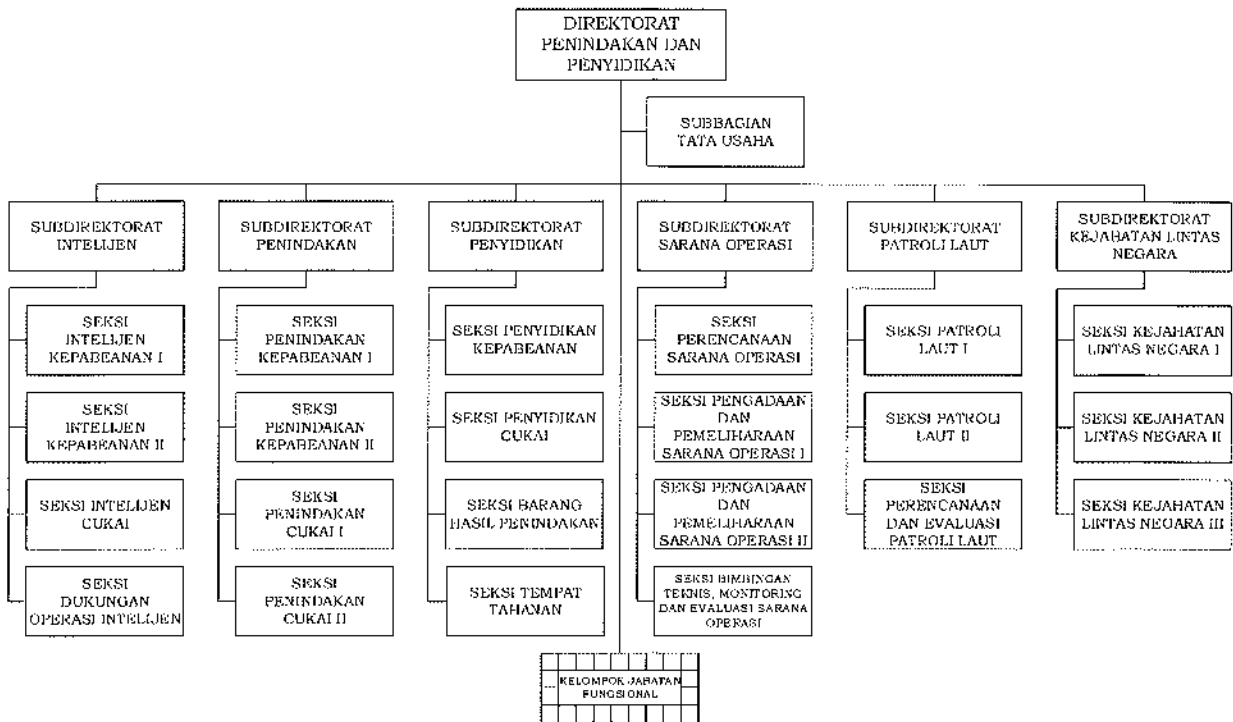 DIREKTORAT
PENINDAKAN DAN
PENYIDIKAN
SUBBAGIAN
TATA USAHA
SUBDIREKTORAT
INTELIJEN
SUBDIREKTORAT
PENINDAKAN
SUBDIREKTORAT
PENYIDIKAN
SUBDIREKTORAT
SARANA OPERASI
SUBDIREKTORAT
PATROLI LAUT
SUBDIREKTORAT
KEJAHATAN LINTAS
NEGARA
SEKSI
INTELIJEN
KEPABEANAN I
SEKSI
INTELIJEN
KEPABEANAN II
SEKSI INTELIJEN
CUKAI
SEKSI
DUKUNGAN
OPERASI INTELIJEN
SEKSI
PENINDAKAN
KEPABEANAN I
SEKSI
PENINDAKAN
KEPABEANAN II
SEKSI
PENINDAKAN
CUKAI I
SEKSI
PENINDAKAN
CUKAI II
SEKSI PENYIDIKAN
KEPABEANAN
SEKSI PENYIDIKAN
CUKAI
SEKSI BARANG
HASIL PENINDAKAN
SEKSI TEMPAT
TAHANAN
SEKSI
PERENCANAAN
SARANA OPERASI
SEKSI PENGADAAN
DAN
PEMELIHARAAN
SARANA OPERASI I
SEKSI PENGADAAN
DAN
PEMELIHARAAN
SARANA OPERASI II
SEKSI BIMBINGAN
TEKNIS, MONITORING
DAN EVALUASI SARANA
OPERASI
SEKSI PATROLI
LAUT I
SEKSI PATROLI
LAUT II
SEKSI
PERENCANAAN
DAN EVALUASI
PATROLI LAUT
SEKSI KEJAHATAN
LINTAS NEGARA I
SEKSI KEJAHATAN
LINTAS NEGARA II
SEKSI KEJAHATAN
LINTAS NEGARA III
KELOMPOK JABATAN
FUNGSIONAL